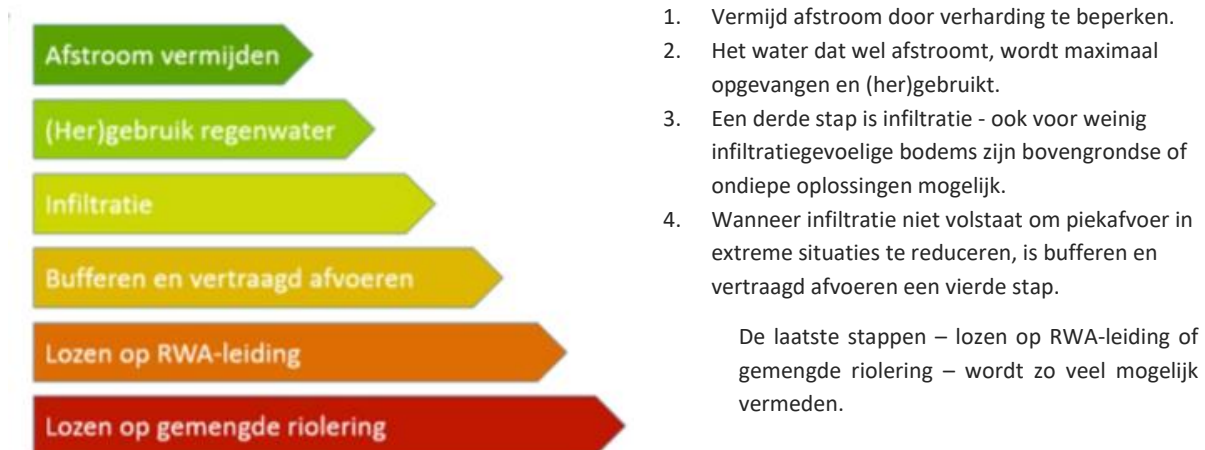 Afstroom vermijden
(Her)gebruik regenwater
Infiltratie
Bufferen en vertraagd afvoeren
Lozen op RWA-leiding
Lozen op gemengde riolering
1. Vermijd afstroom door verharding te beperken.
2. Het water dat wel afstroomt, wordt maximaal
opgevangen en (her)gebruikt.
3. Een derde stap is infiltratie - ook voor weinig
infiltratiegevoelige bodems zijn bovengrondse of
ondiepe oplossingen mogelijk.
4. Wanneer infiltratie niet volstaat om piekafvoer in
extreme situaties te reduceren, is bufferen en
vertraagd afvoeren een vierde stap.
De laatste stappen – lozen op RWA-leiding of
gemengde riolering – wordt zo veel mogelijk
vermeden.